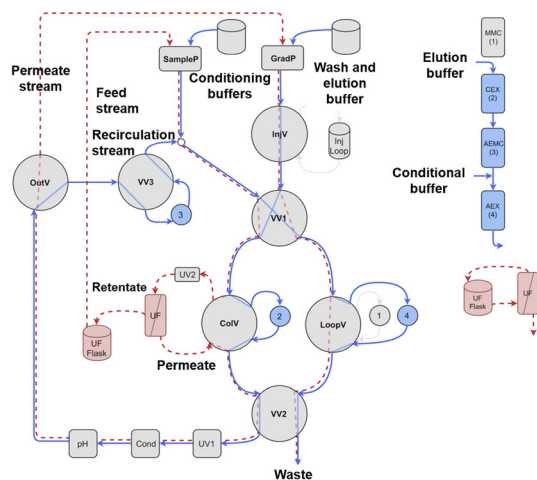 SampleP
GradP
MMC
(1)
Permeate
stream
Conditioning
buffers
Wash and
elution
buffer
Elution
buffer
Feed
stream
CEX
(2)
Recirculation
stream
InjV
Inj
Loop
AEMC
(3)
OutV
VV3
Conditional
buffer
3
VV1
AEX
(4)
Retentate
UV2
UF
UF
Flask
ColV
2
LoopV
1
4
UF
Flask
UF
Permeate
VV2
pH
Cond
UV1
Waste